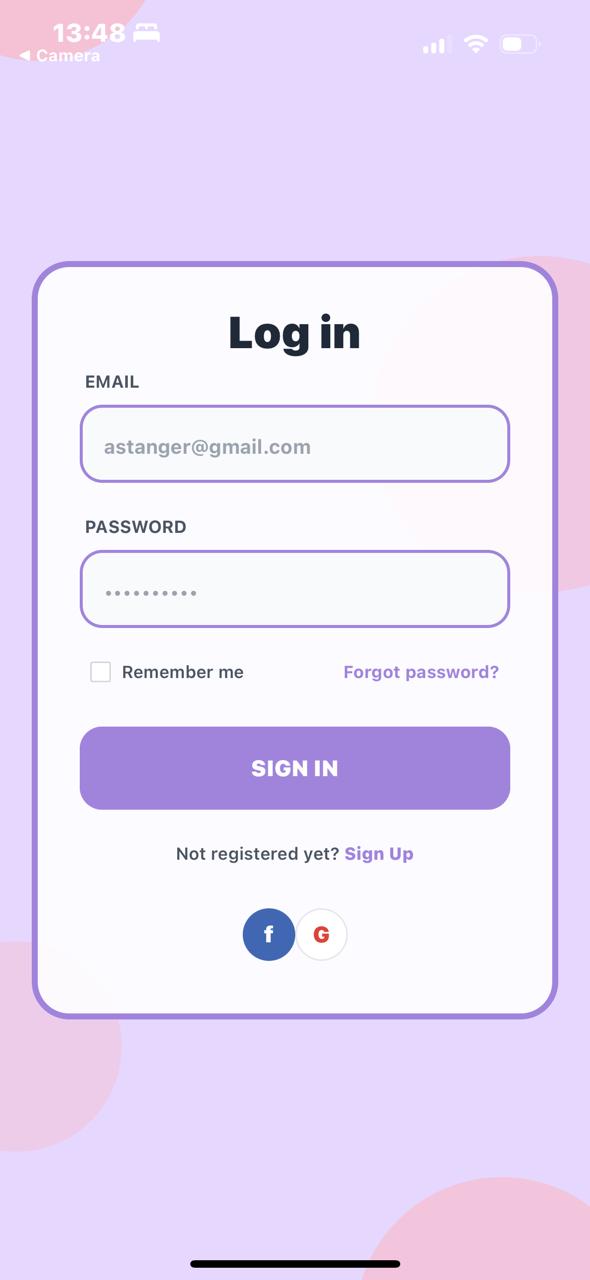 13:48
◀ Camera
Log in
EMAIL
astanger@gmail.com
PASSWORD
••••••••••
Remember me
Forgot password?
SIGN IN
Not registered yet? Sign Up
f G